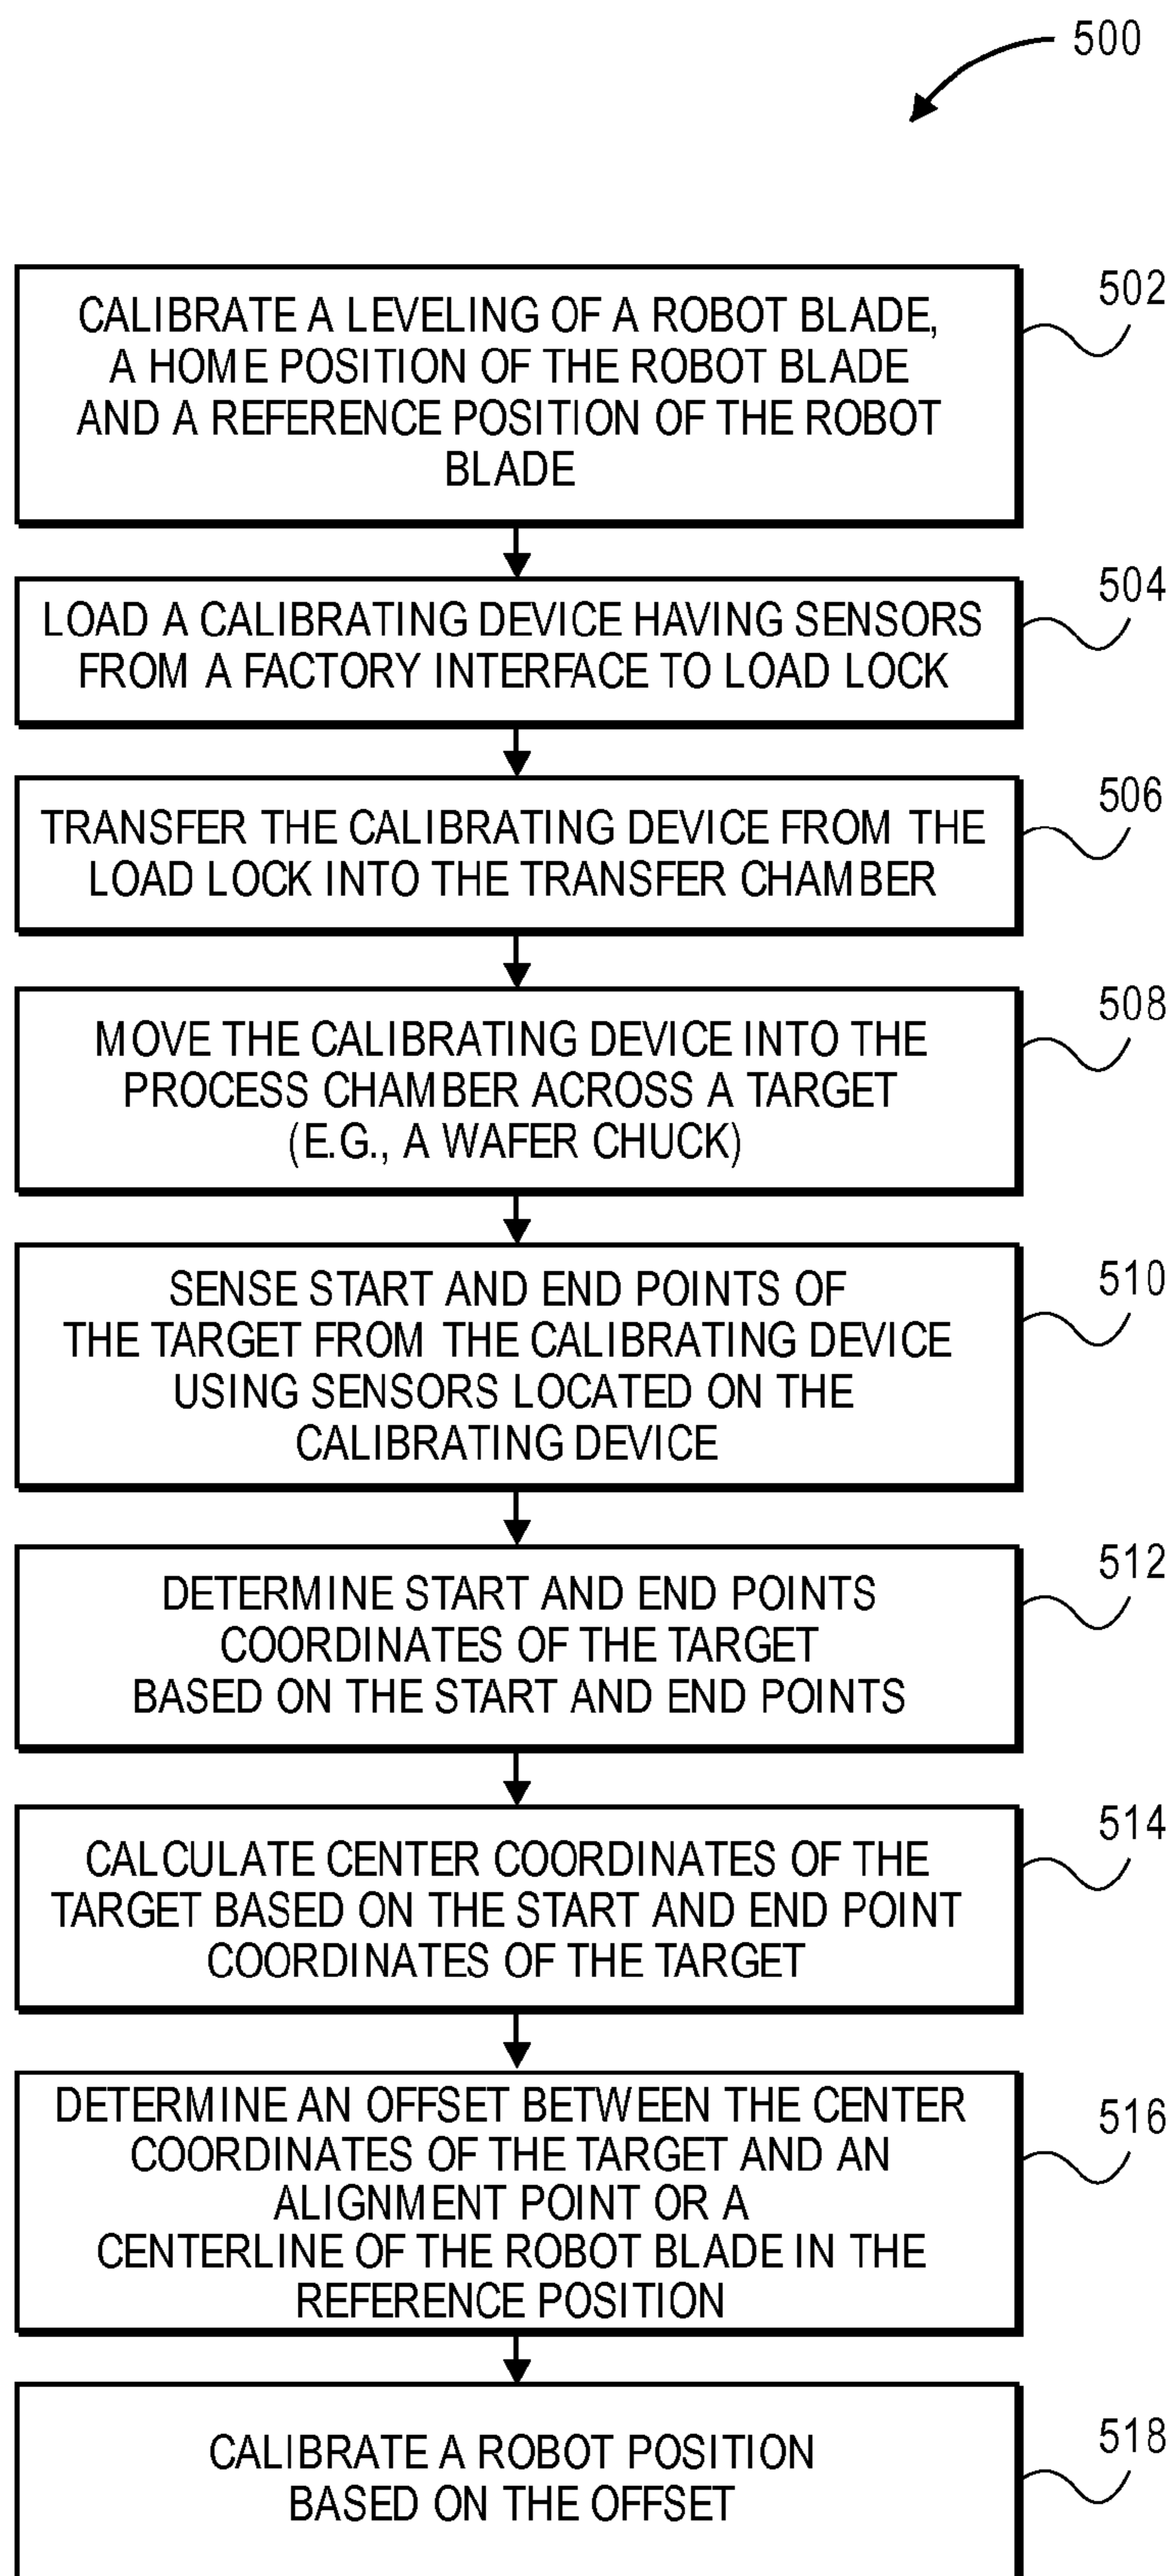 500
CALIBRATE A LEVELING OF A ROBOT BLADE,
A HOME POSITION OF THE ROBOT BLADE
AND A REFERENCE POSITION OF THE ROBOT
BLADE
502
LOAD A CALIBRATING DEVICE HAVING SENSORS
FROM A FACTORY INTERFACE TO LOAD LOCK
504
TRANSFER THE CALIBRATING DEVICE FROM THE
LOAD LOCK INTO THE TRANSFER CHAMBER
506
MOVE THE CALIBRATING DEVICE INTO THE
PROCESS CHAMBER ACROSS A TARGET
(E.G., A WAFER CHUCK)
508
SENSE START AND END POINTS OF
THE TARGET FROM THE CALIBRATING DEVICE
USING SENSORS LOCATED ON THE
CALIBRATING DEVICE
510
DETERMINE START AND END POINTS
COORDINATES OF THE TARGET
BASED ON THE START AND END POINTS
512
CALCULATE CENTER COORDINATES OF THE
TARGET BASED ON THE START AND END POINT
COORDINATES OF THE TARGET
514
DETERMINE AN OFFSET BETWEEN THE CENTER
COORDINATES OF THE TARGET AND AN
ALIGNMENT POINT OR A
CENTERLINE OF THE ROBOT BLADE IN THE
REFERENCE POSITION
516
CALIBRATE A ROBOT POSITION
BASED ON THE OFFSET
518